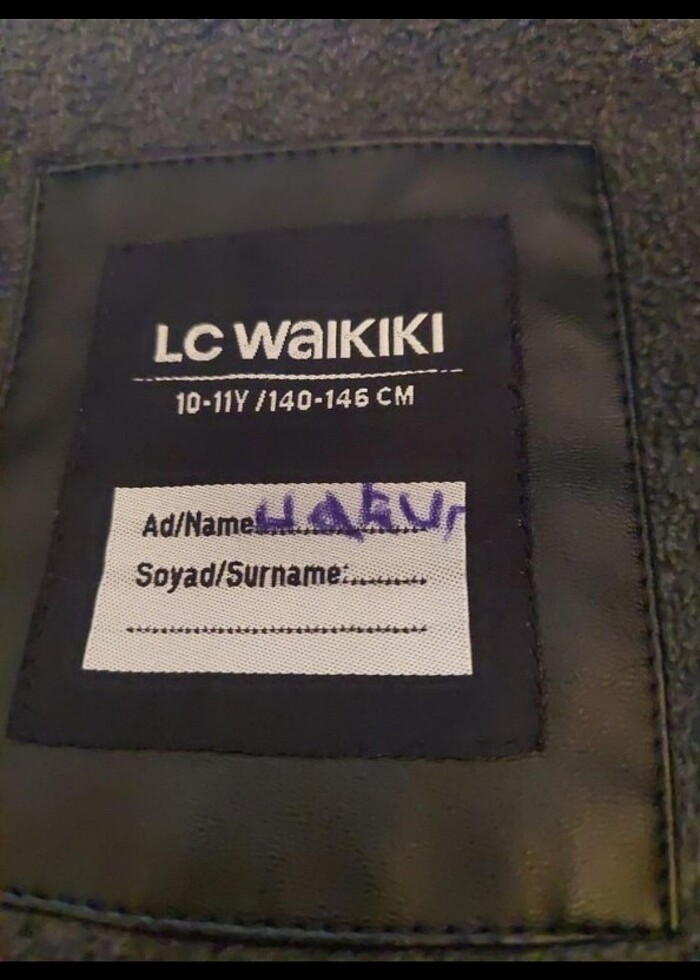 LC WAIKIKI
10-11Y /140-146 CM
Ad/Name:
Soyad/Surname: